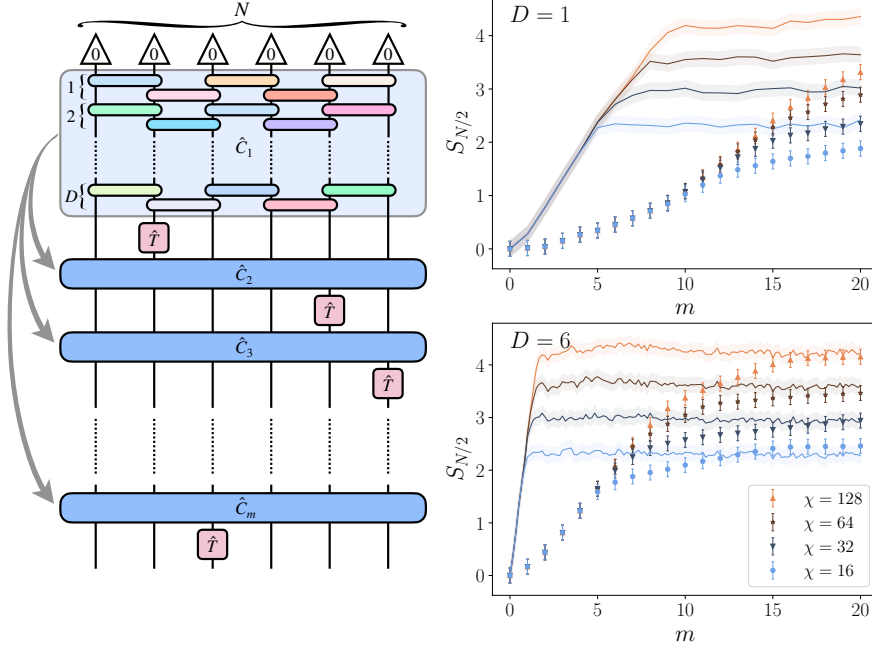 N
0 0 0 0 0 0
1
2
Ĉ₁
D
T̂
Ĉ₂
T̂
Ĉ₃
T̂
Ĉₘ
T̂
D = 1
4
3
2
1
0
S_{N/2}
0 5 10 15 20
m
D = 6
4
3
2
1
0
S_{N/2}
χ = 128
χ = 64
χ = 32
χ = 16
0 5 10 15 20
m